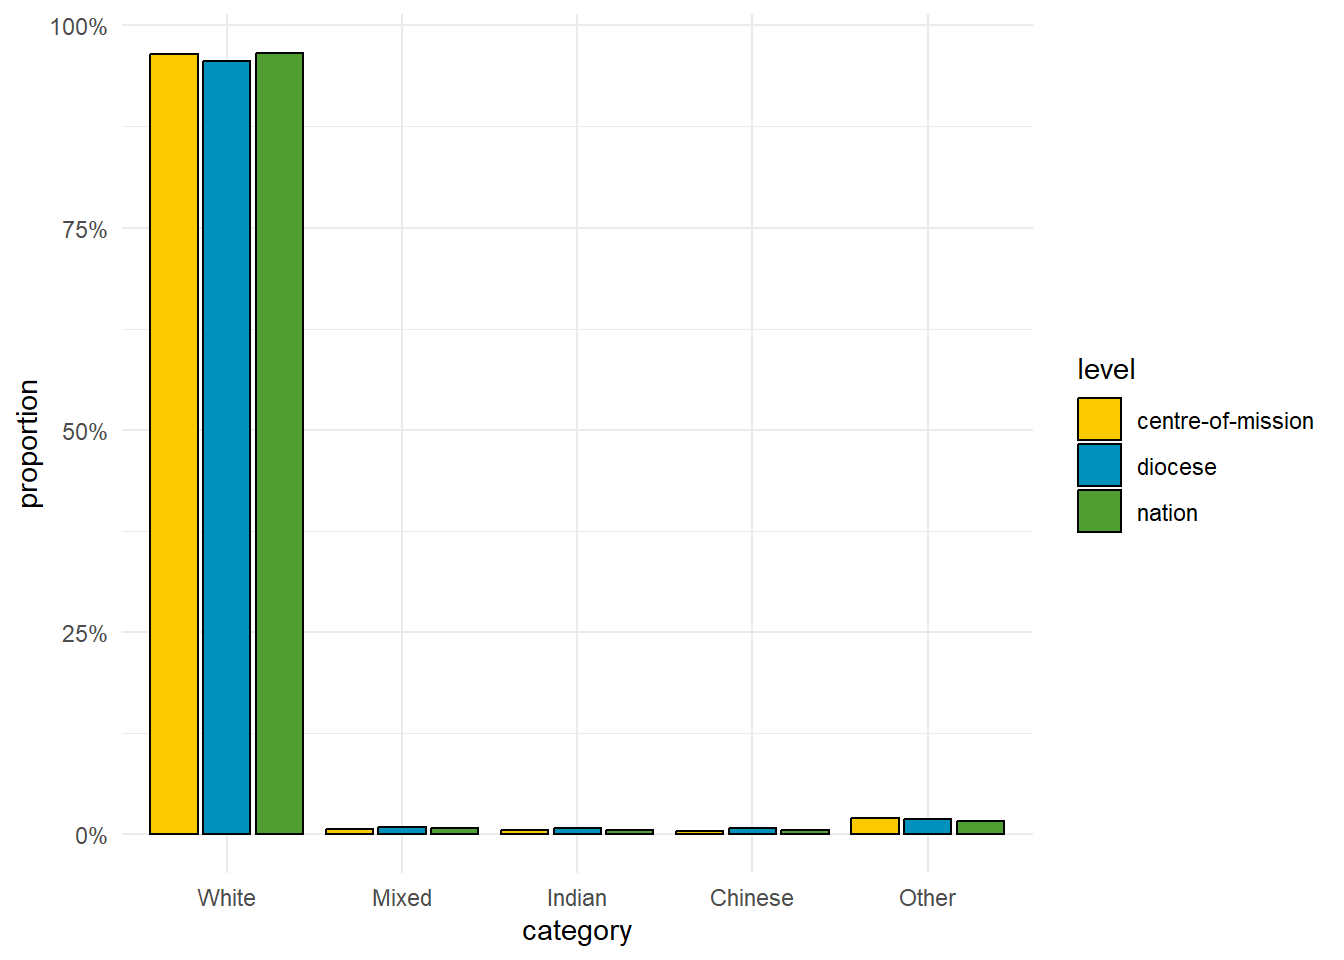 100%
75%
50%
25%
0%
proportion
White Mixed Indian Chinese Other
category
level
centre-of-mission
diocese
nation